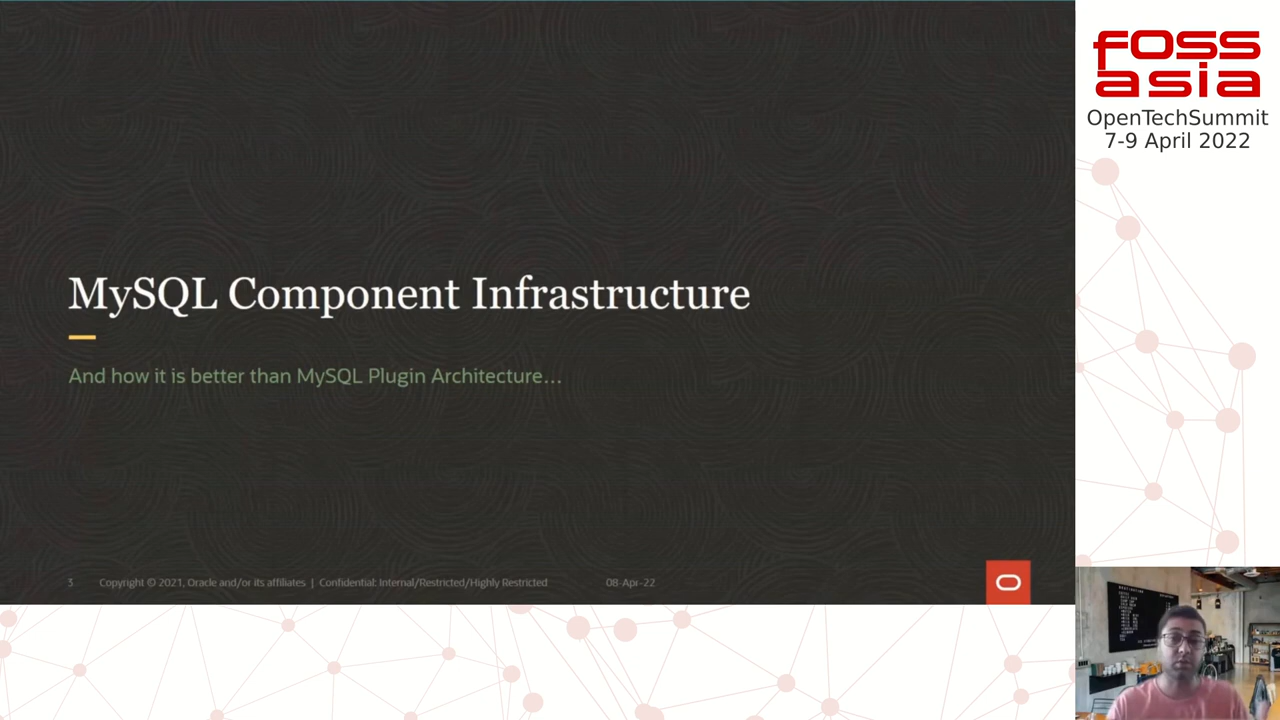 MySQL Component Infrastructure
And how it is better than MySQL Plugin Architecture...
3 Copyright © 2021, Oracle and/or its affiliates | Confidential: Internal/Restricted/Highly Restricted 08-Apr-22
foss
asia
OpenTechSummit
7-9 April 2022